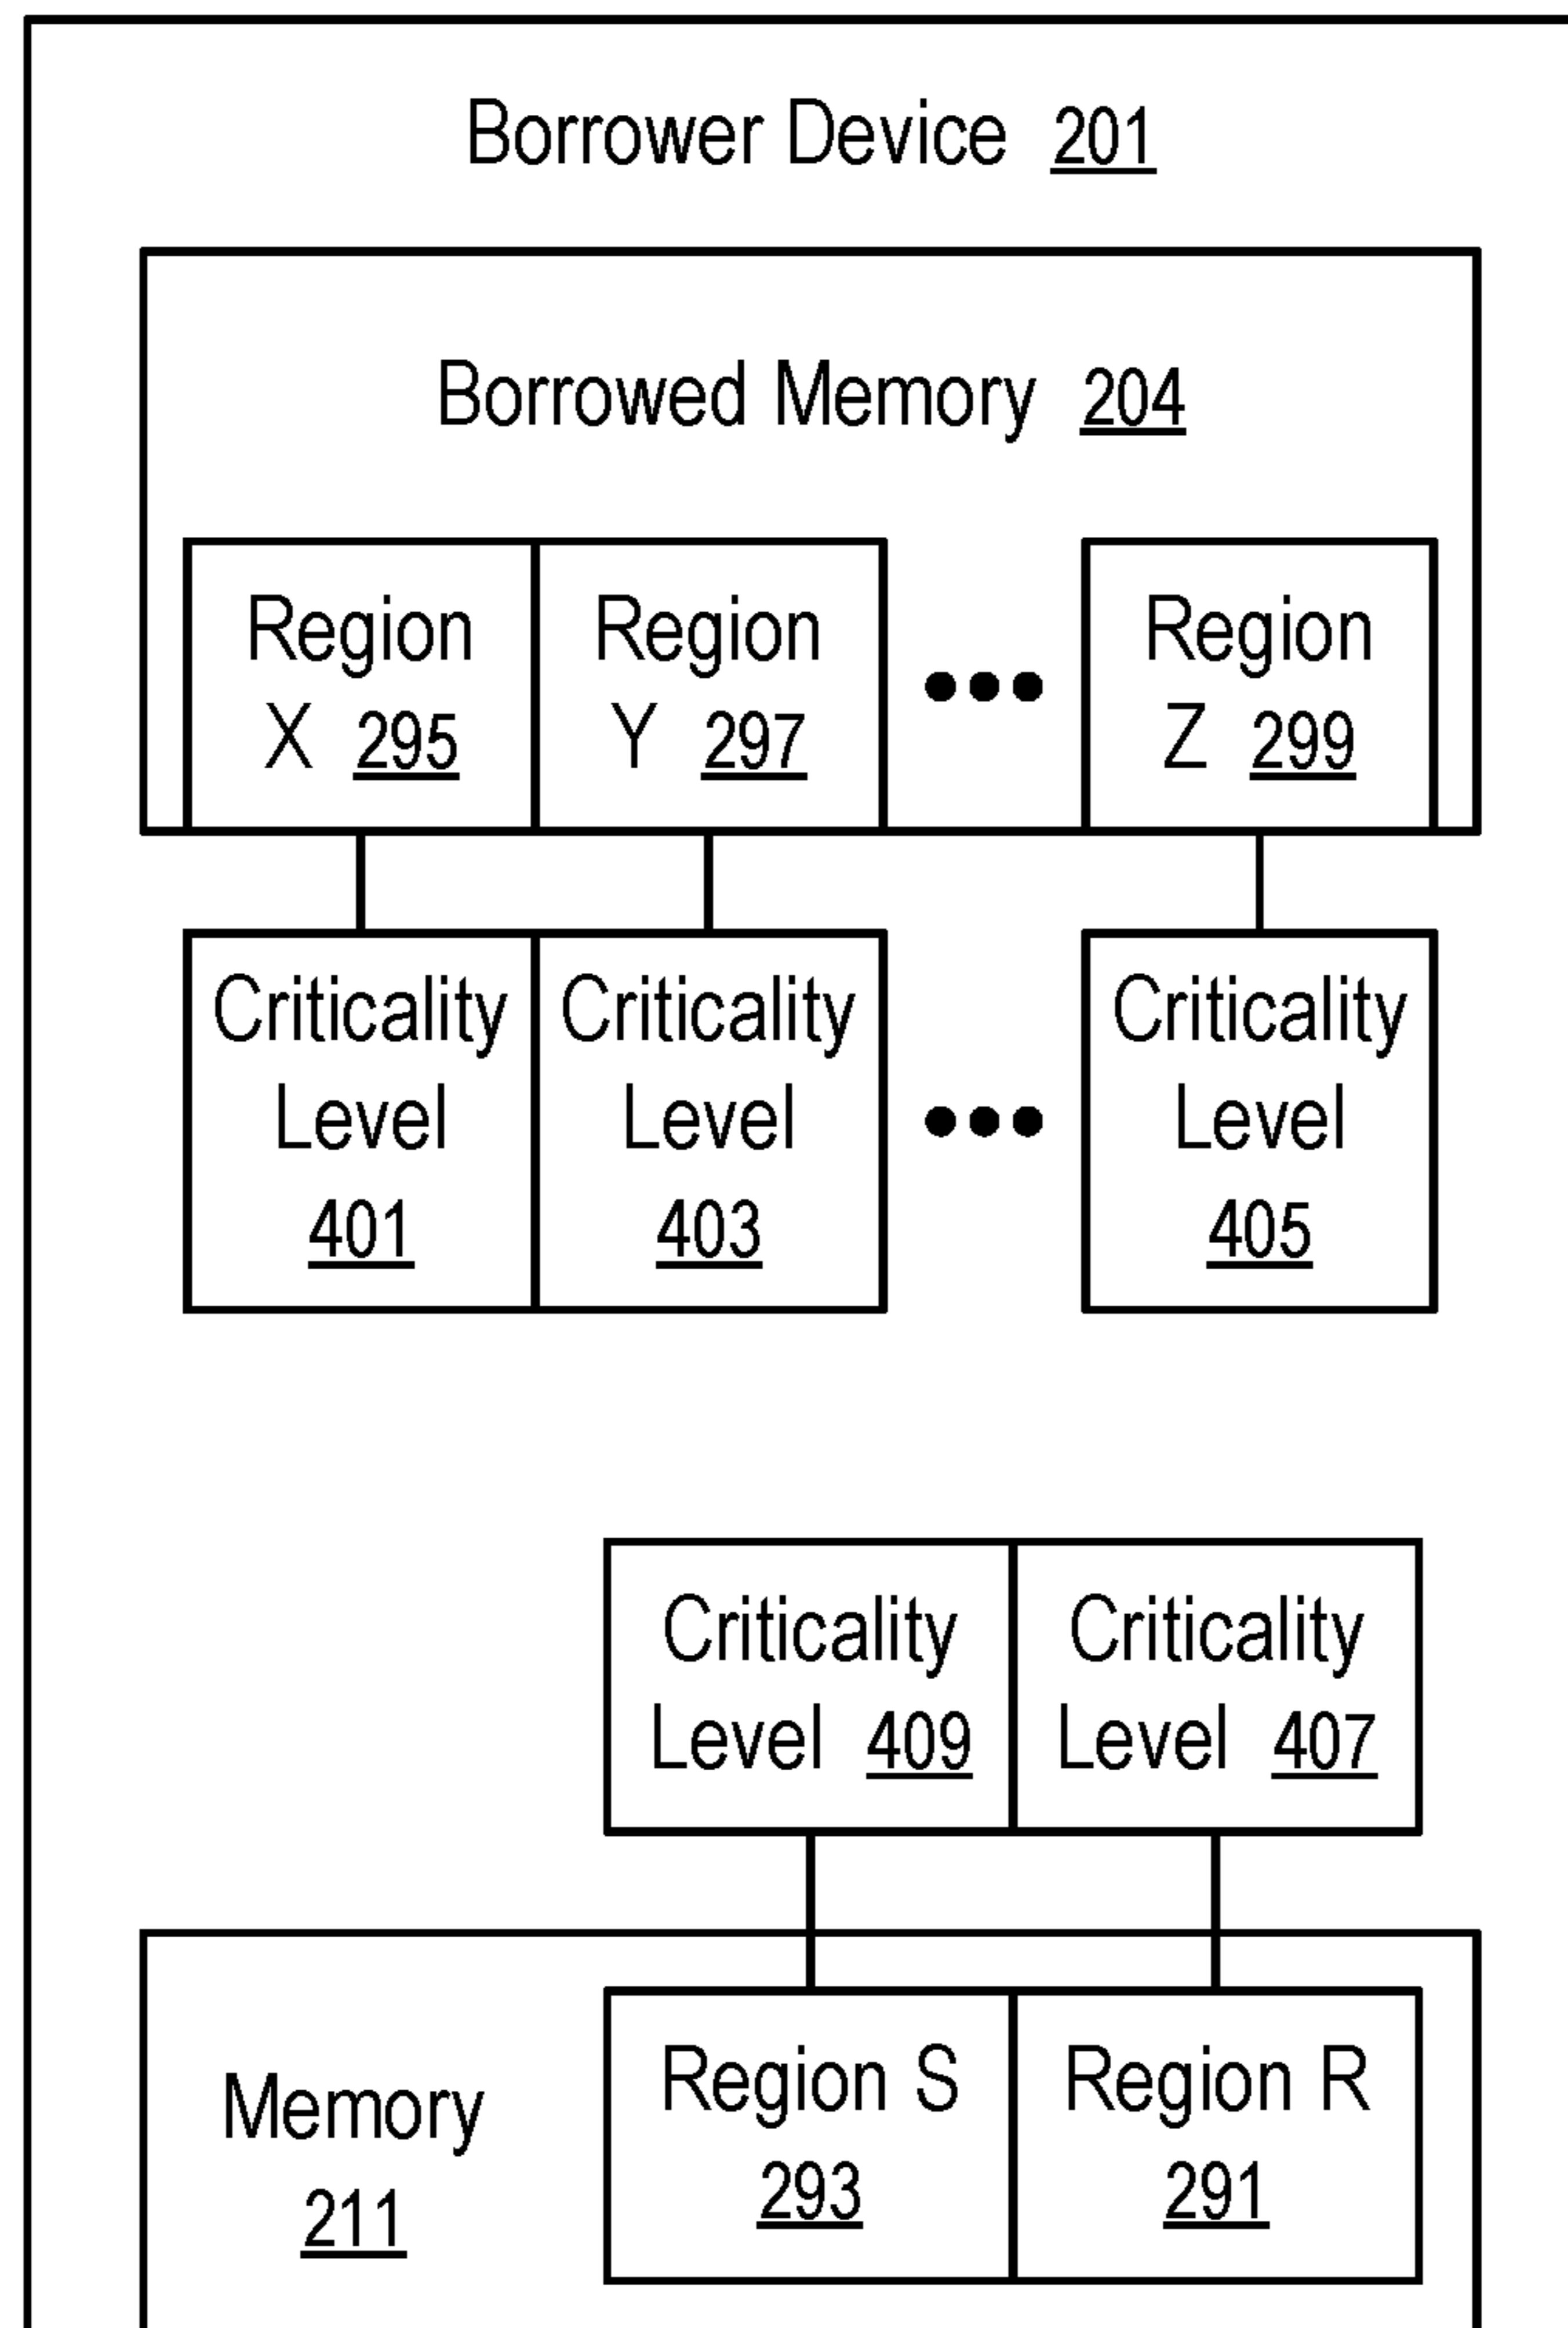 Borrower Device 201
Borrowed Memory 204
Region
X 295
Region
Y 297
Region
Z 299
Criticality
Level
401
Criticality
Level
403
Criticality
Level
405
Criticality
Level 409
Criticality
Level 407
Memory
211
Region S
293
Region R
291